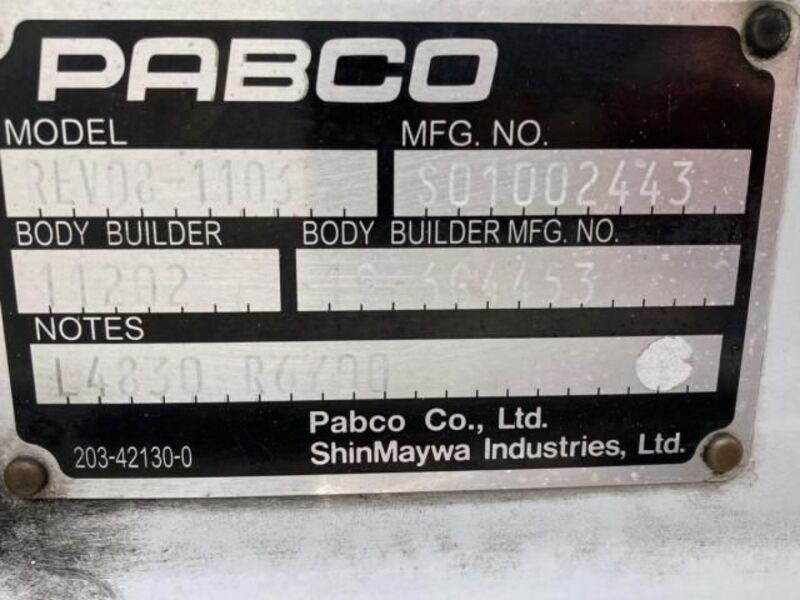 PABCO
MODEL MFG. NO.
REV08-1103 S01002443
BODY BUILDER BODY BUILDER MFG. NO.
11202
NOTES
L4830
203-42130-0
Pabco Co., Ltd.
ShinMaywa Industries, Ltd.